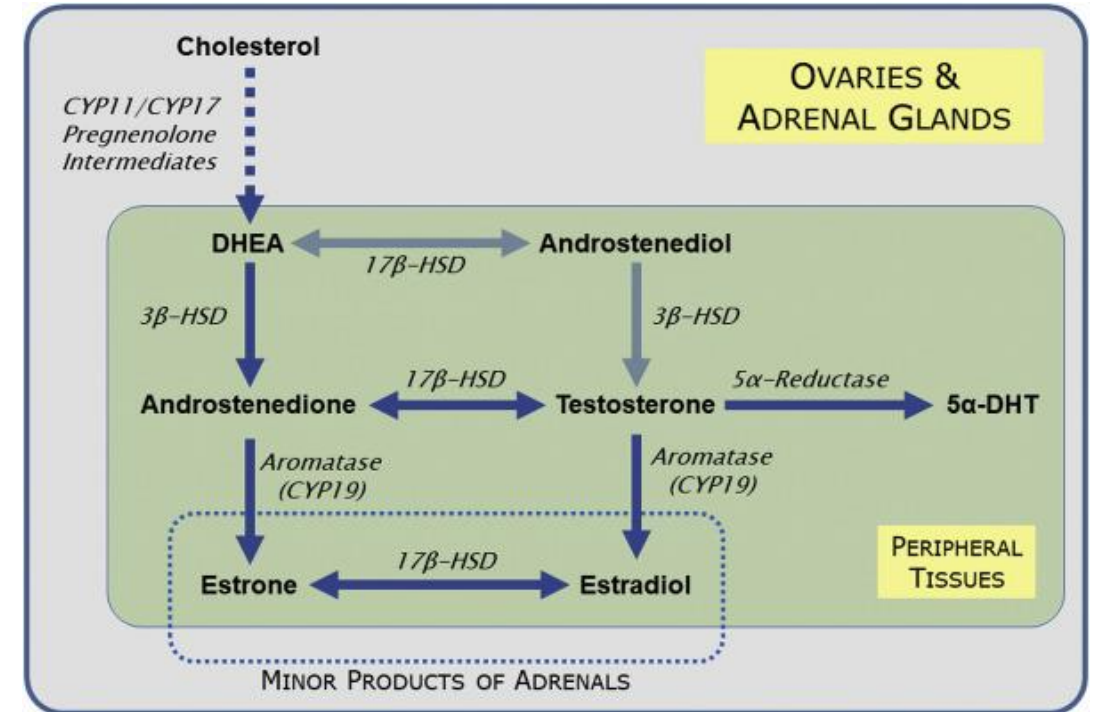 Cholesterol
OVARIES &
ADRENAL GLANDS
CYP11/CYP17
Pregnenolone
Intermediates
DHEA
Androstenediol
17β-HSD
3β-HSD
3β-HSD
Androstenedione
17β-HSD
Testosterone
5α-Reductase
5α-DHT
Aromatase
(CYP19)
Aromatase
(CYP19)
Estrone
17β-HSD
Estradiol
PERIPHERAL
TISSUES
MINOR PRODUCTS OF ADRENALS